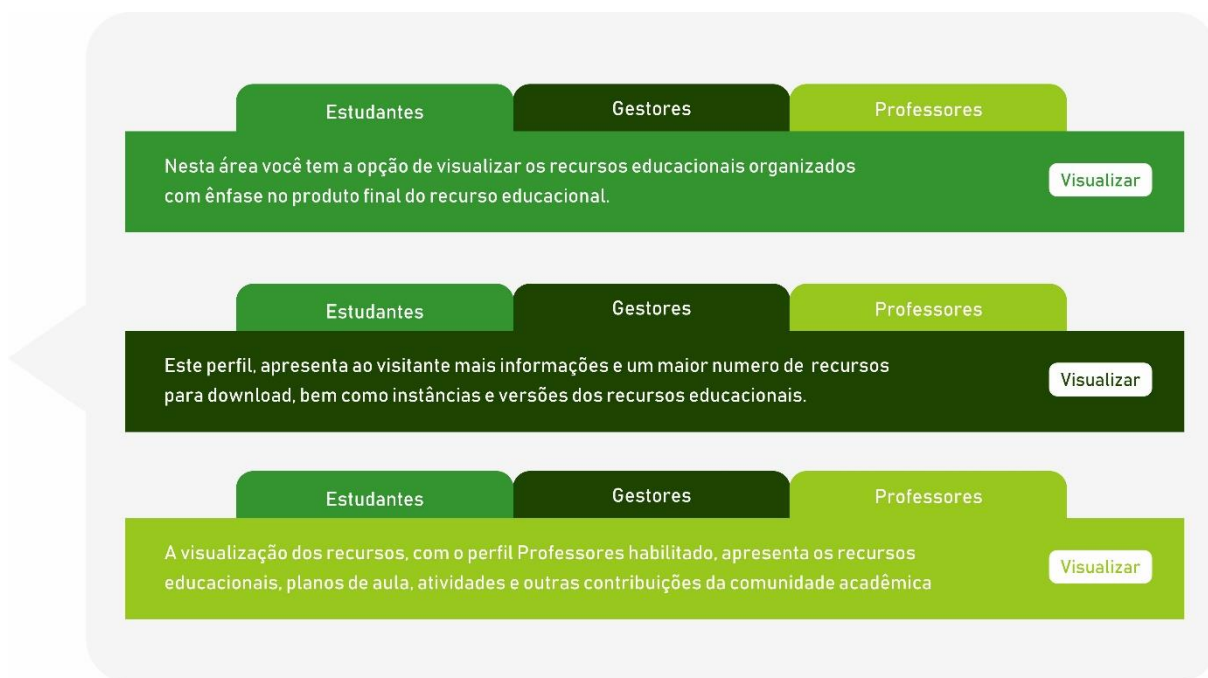 Estudantes Gestores Professores
Nesta área você tem a opção de visualizar os recursos educacionais organizados
com ênfase no produto final do recurso educacional.
Visualizar
Estudantes Gestores Professores
Este perfil, apresenta ao visitante mais informações e um maior numero de recursos
para download, bem como instâncias e versões dos recursos educacionais.
Visualizar
Estudantes Gestores Professores
A visualização dos recursos, com o perfil Professores habilitado, apresenta os recursos
educacionais, planos de aula, atividades e outras contribuições da comunidade acadêmica
Visualizar